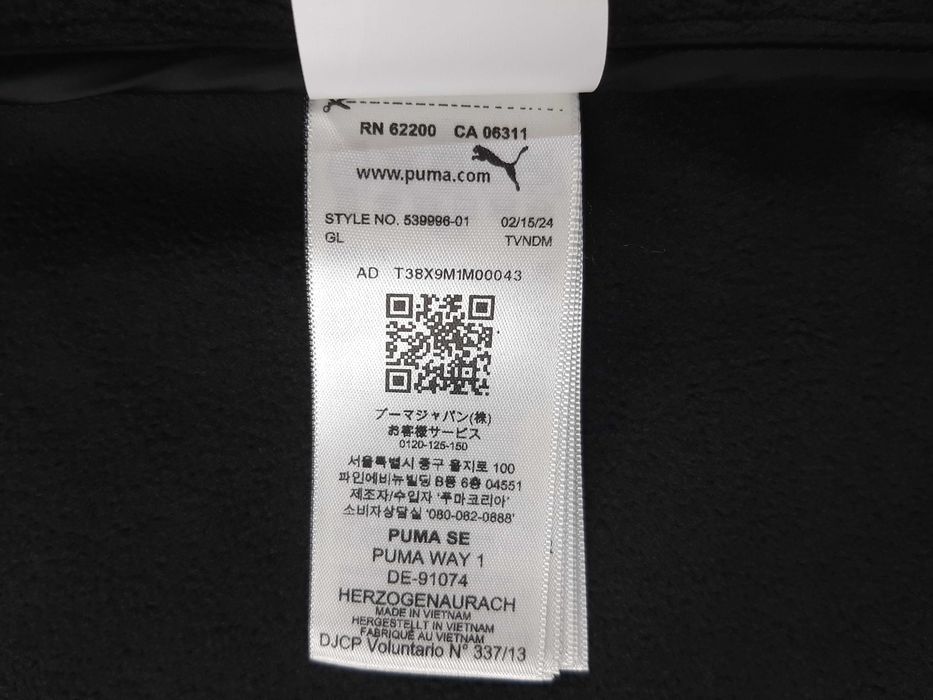 RN 62200 CA 06311
www.puma.com
STYLE NO. 539996-01 02/15/24
GL TVNDM
AD T38X9M1M00043
プーマジャパン(株)
お客様サービス
0120-125-150
서울특별시 중구 을지로 100
파인에비뉴빌딩 B동 6층 04551
제조자/수입자 '푸마코리아'
소비자상담실 '080-062-0888'
PUMA SE
PUMA WAY 1
DE-91074
HERZOGENAURACH
MADE IN VIETNAM
HERGESTELLT IN VIETNAM
FABRIQUÉ AU VIETNAM
DJCP Voluntario N° 337/13